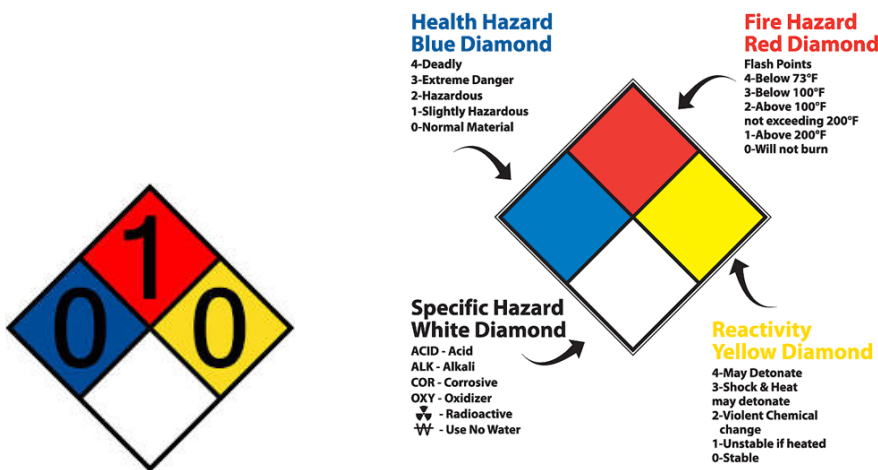 Health Hazard
Blue Diamond
4-Deadly
3-Extreme Danger
2-Hazardous
1-Slightly Hazardous
0-Normal Material
Fire Hazard
Red Diamond
Flash Points
4-Below 73°F
3-Below 100°F
2-Above 100°F
not exceeding 200°F
1-Above 200°F
0-Will not burn
1
0 0
Specific Hazard
White Diamond
ACID - Acid
ALK - Alkali
COR - Corrosive
OXY - Oxidizer
- Radioactive
W - Use No Water
Reactivity
Yellow Diamond
4-May Detonate
3-Shock & Heat
may detonate
2-Violent Chemical
change
1-Unstable if heated
0-Stable